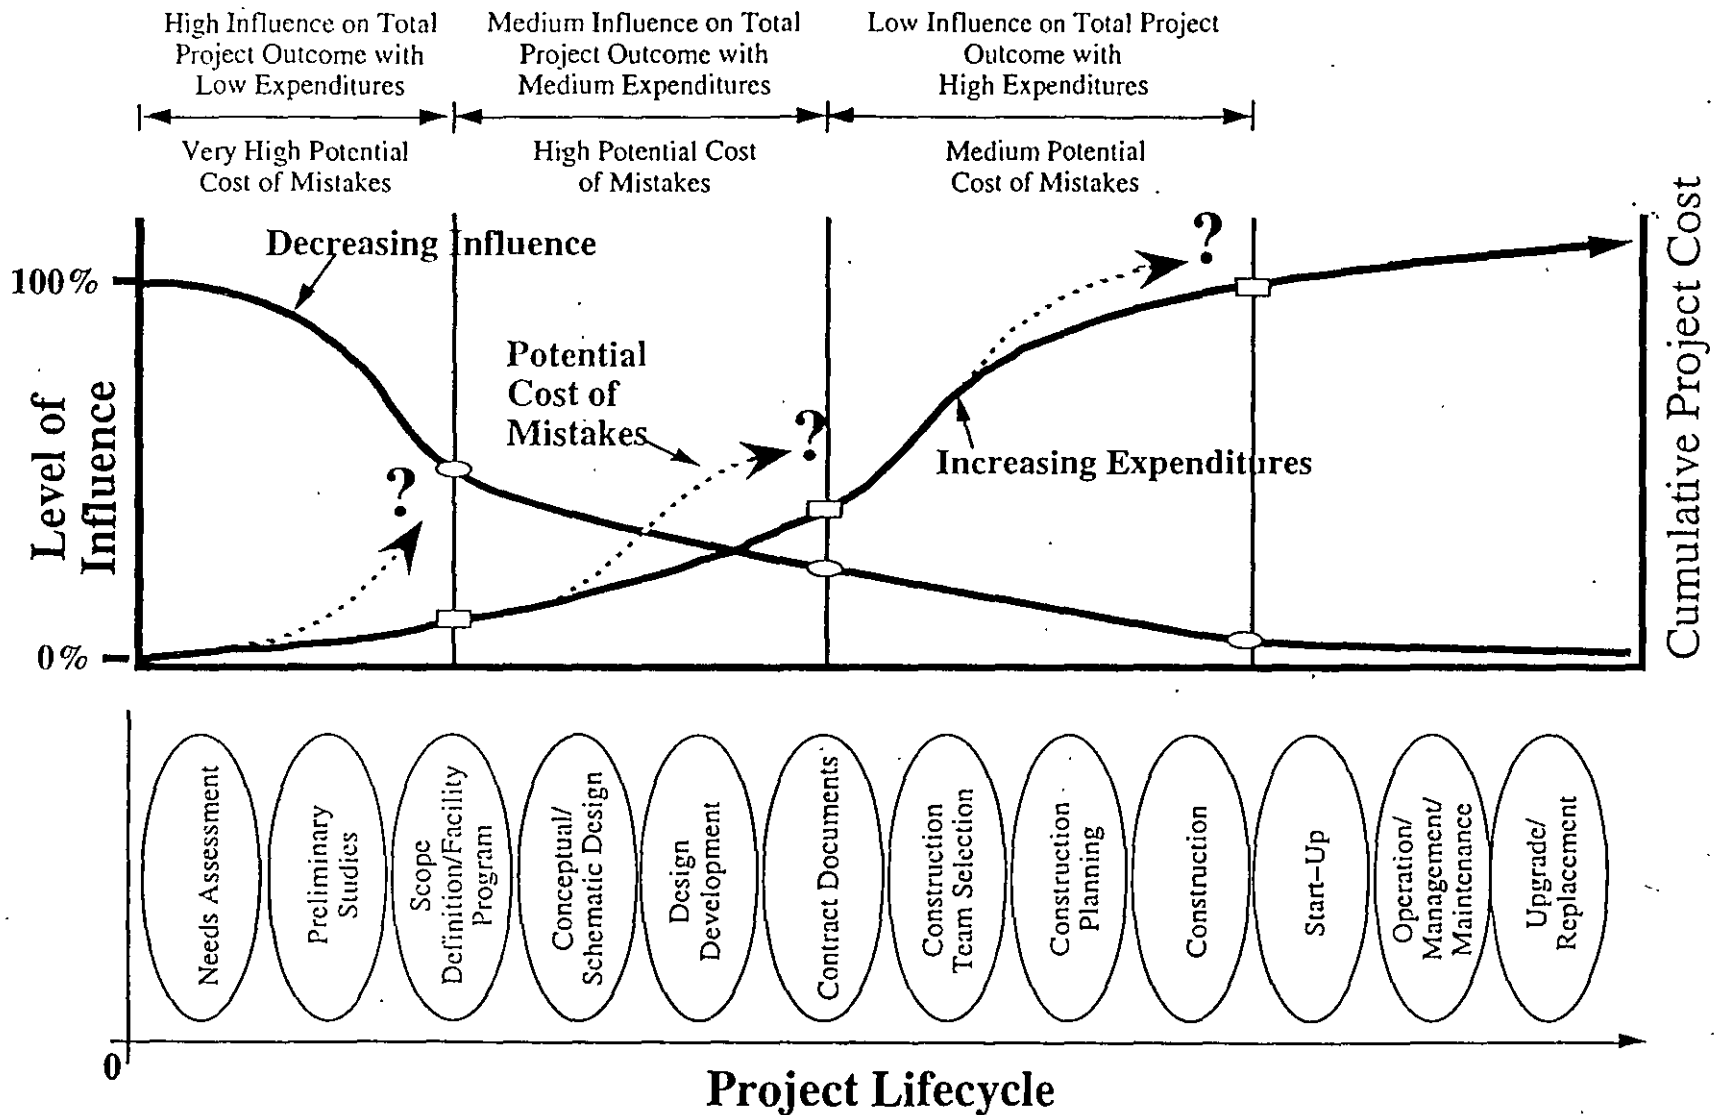 High Influence on Total
Project Outcome with
Low Expenditures
Medium Influence on Total
Project Outcome with
Medium Expenditures
Low Influence on Total Project
Outcome with
High Expenditures
Very High Potential
Cost of Mistakes
High Potential Cost
of Mistakes
Medium Potential
Cost of Mistakes
Decreasing Influence
100%
Level of
Influence
0%
Potential
Cost of
Mistakes
?
?
?
Increasing Expenditures
Cumulative Project Cost
Needs Assessment
Preliminary
Studies
Scope
Definition/Facility
Program
Conceptual/
Schematic Design
Design
Development
Contract Documents
Construction
Team Selection
Construction
Planning
Construction
Start-Up
Operation/
Management/
Maintenance
Upgrade/
Replacement
0
Project Lifecycle